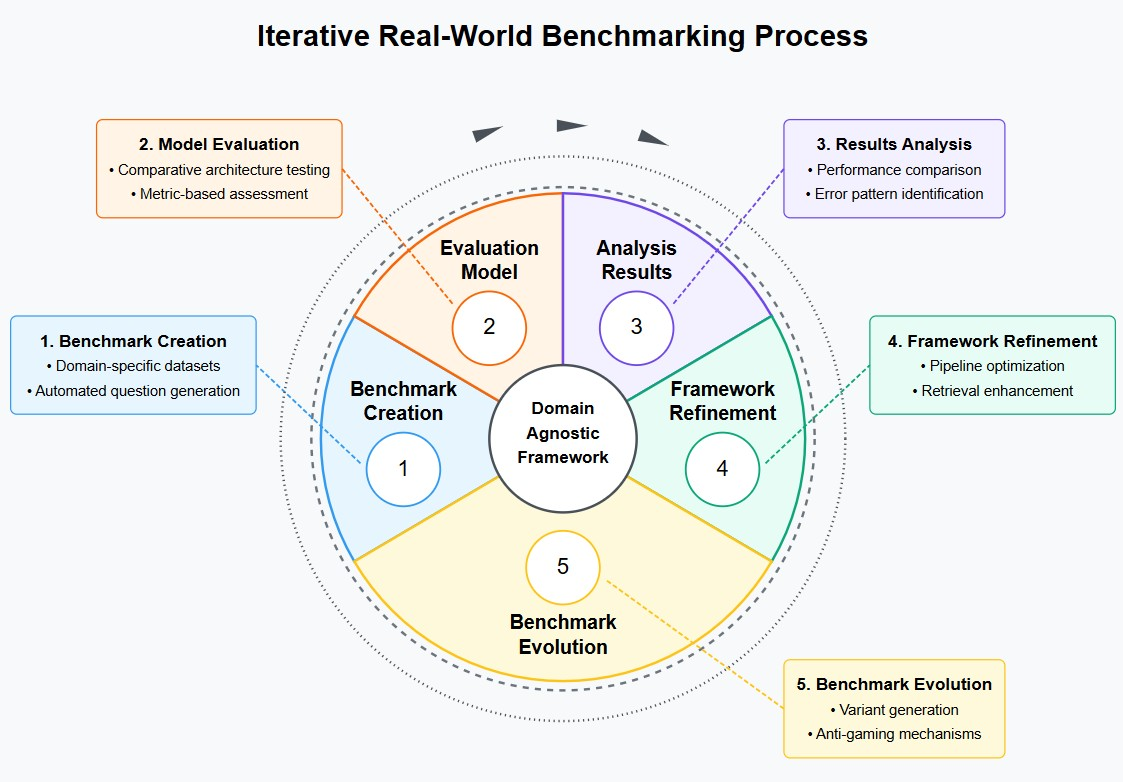 Iterative Real-World Benchmarking Process
2. Model Evaluation
• Comparative architecture testing
• Metric-based assessment
3. Results Analysis
• Performance comparison
• Error pattern identification
1. Benchmark Creation
• Domain-specific datasets
• Automated question generation
4. Framework Refinement
• Pipeline optimization
• Retrieval enhancement
Evaluation
Model
2
Analysis
Results
3
Benchmark
Creation
1
Domain
Agnostic
Framework
Framework
Refinement
4
5
Benchmark
Evolution
5. Benchmark Evolution
• Variant generation
• Anti-gaming mechanisms